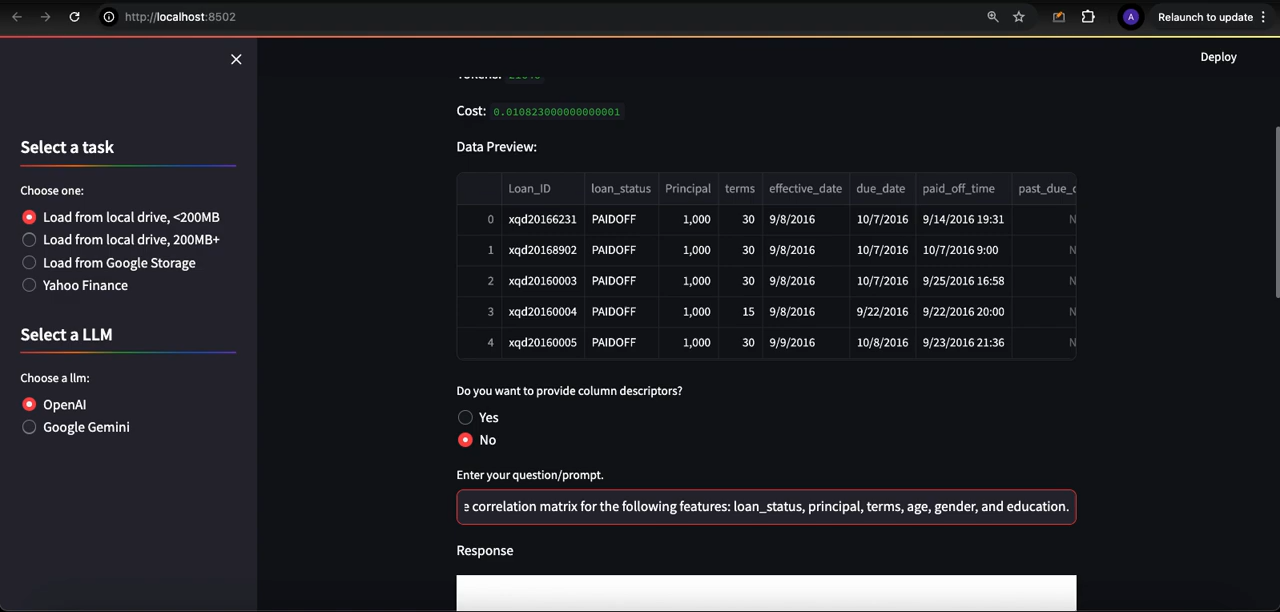 http://localhost:8502
A
Relaunch to update
Deploy
Select a task
Choose one:
Load from local drive, <200MB
Load from local drive, 200MB+
Load from Google Storage
Yahoo Finance
Select a LLM
Choose a llm:
OpenAI
Google Gemini
Cost: 0.010823000000000001
Data Preview:
Loan_ID loan_status Principal terms effective_date due_date paid_off_time past_due_d
0 xqd20166231 PAIDOFF 1,000 30 9/8/2016 10/7/2016 9/14/2016 19:31 N
1 xqd20168902 PAIDOFF 1,000 30 9/8/2016 10/7/2016 10/7/2016 9:00 N
2 xqd20160003 PAIDOFF 1,000 30 9/8/2016 10/7/2016 9/25/2016 16:58 N
3 xqd20160004 PAIDOFF 1,000 15 9/8/2016 9/22/2016 9/22/2016 20:00 N
4 xqd20160005 PAIDOFF 1,000 30 9/9/2016 10/8/2016 9/23/2016 21:36 N
Do you want to provide column descriptors?
Yes
No
Enter your question/prompt.
e correlation matrix for the following features: loan_status, principal, terms, age, gender, and education.
Response